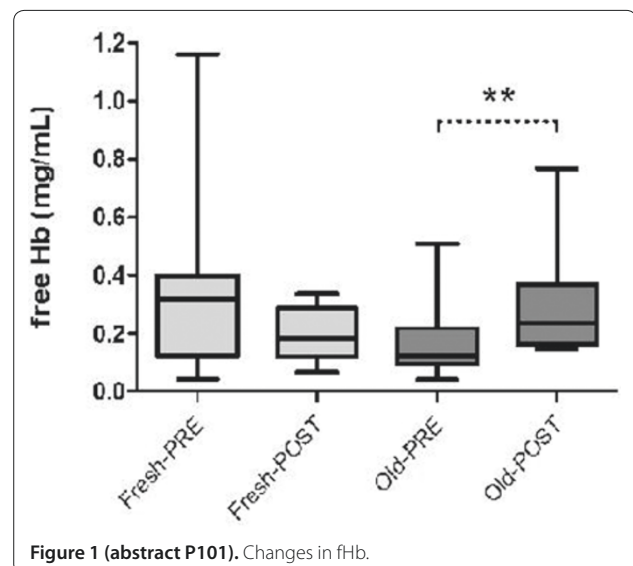 1.2
1.0
0.8
0.6
0.4
0.2
0.0
free Hb (mg/mL)
**
Fresh-PRE
Fresh-POST
Old-PRE
Old-POST
Figure 1 (abstract P101). Changes in fHb.